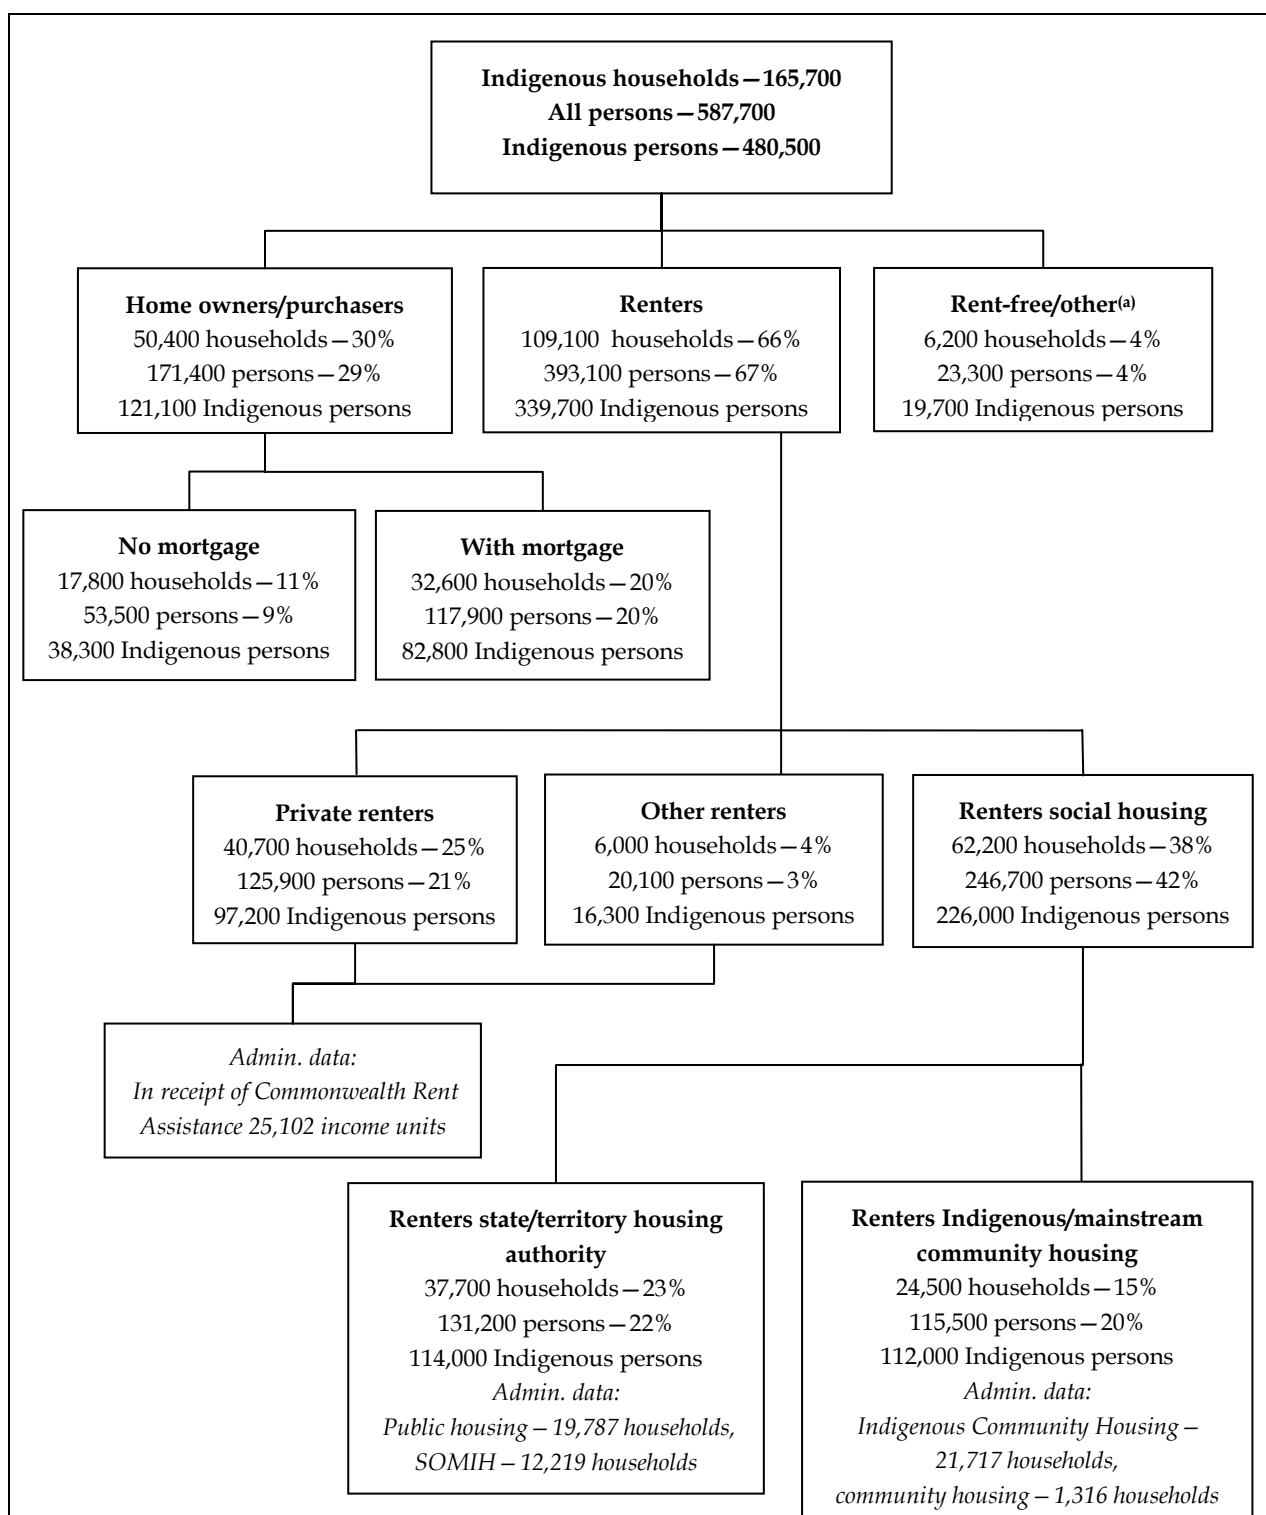 Indigenous households—165,700
All persons—587,700
Indigenous persons—480,500
Home owners/purchasers
50,400 households—30%
171,400 persons—29%
121,100 Indigenous persons
Renters
109,100 households—66%
393,100 persons—67%
339,700 Indigenous persons
Rent-free/other(a)
6,200 households—4%
23,300 persons—4%
19,700 Indigenous persons
No mortgage
17,800 households—11%
53,500 persons—9%
38,300 Indigenous persons
With mortgage
32,600 households—20%
117,900 persons—20%
82,800 Indigenous persons
Private renters
40,700 households—25%
125,900 persons—21%
97,200 Indigenous persons
Other renters
6,000 households—4%
20,100 persons—3%
16,300 Indigenous persons
Renters social housing
62,200 households—38%
246,700 persons—42%
226,000 Indigenous persons
Admin. data:
In receipt of Commonwealth Rent
Assistance 25,102 income units
Renters state/territory housing
authority
37,700 households—23%
131,200 persons—22%
114,000 Indigenous persons
Admin. data:
Public housing—19,787 households,
SOMIH—12,219 households
Renters Indigenous/mainstream
community housing
24,500 households—15%
115,500 persons—20%
112,000 Indigenous persons
Admin. data:
Indigenous Community Housing—
21,717 households,
community housing—1,316 households